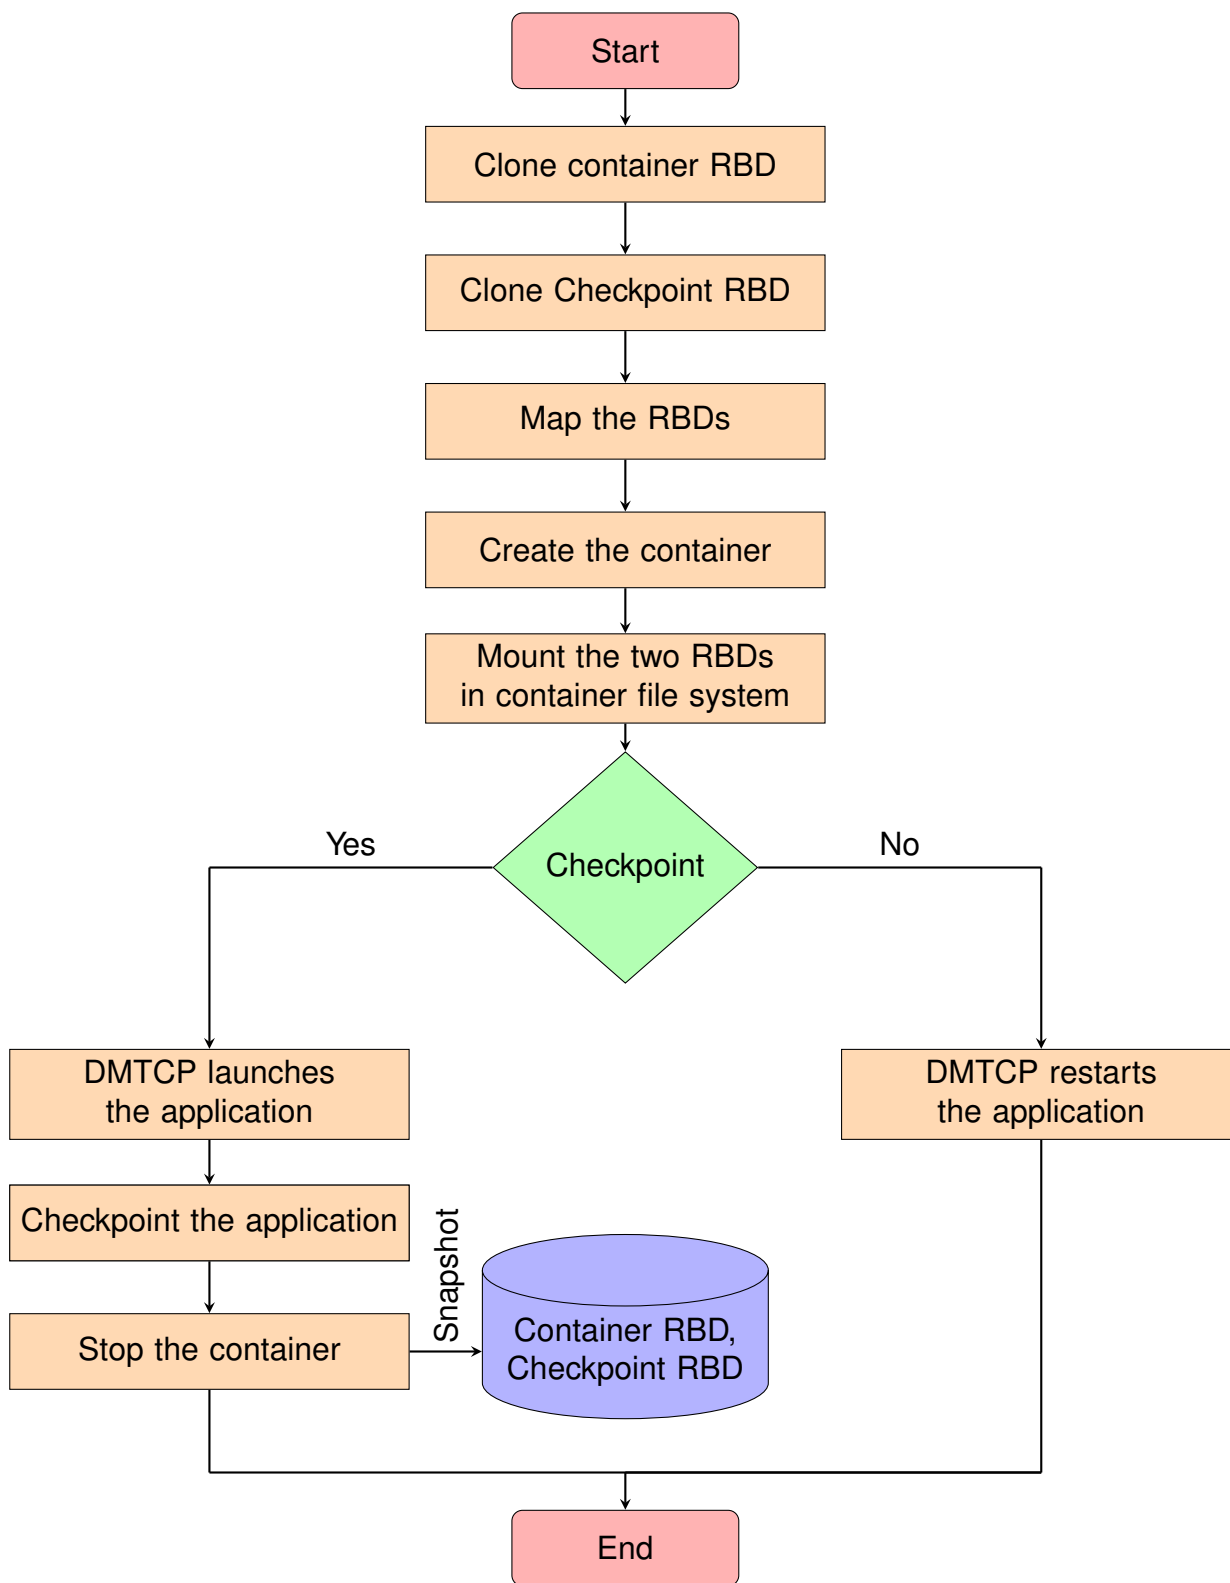 Start
Clone container RBD
Clone Checkpoint RBD
Map the RBDs
Create the container
Mount the two RBDs
in container file system
Checkpoint
Yes
No
DMTCP launches
the application
DMTCP restarts
the application
Checkpoint the application
Snapshot
Stop the container
Container RBD,
Checkpoint RBD
End